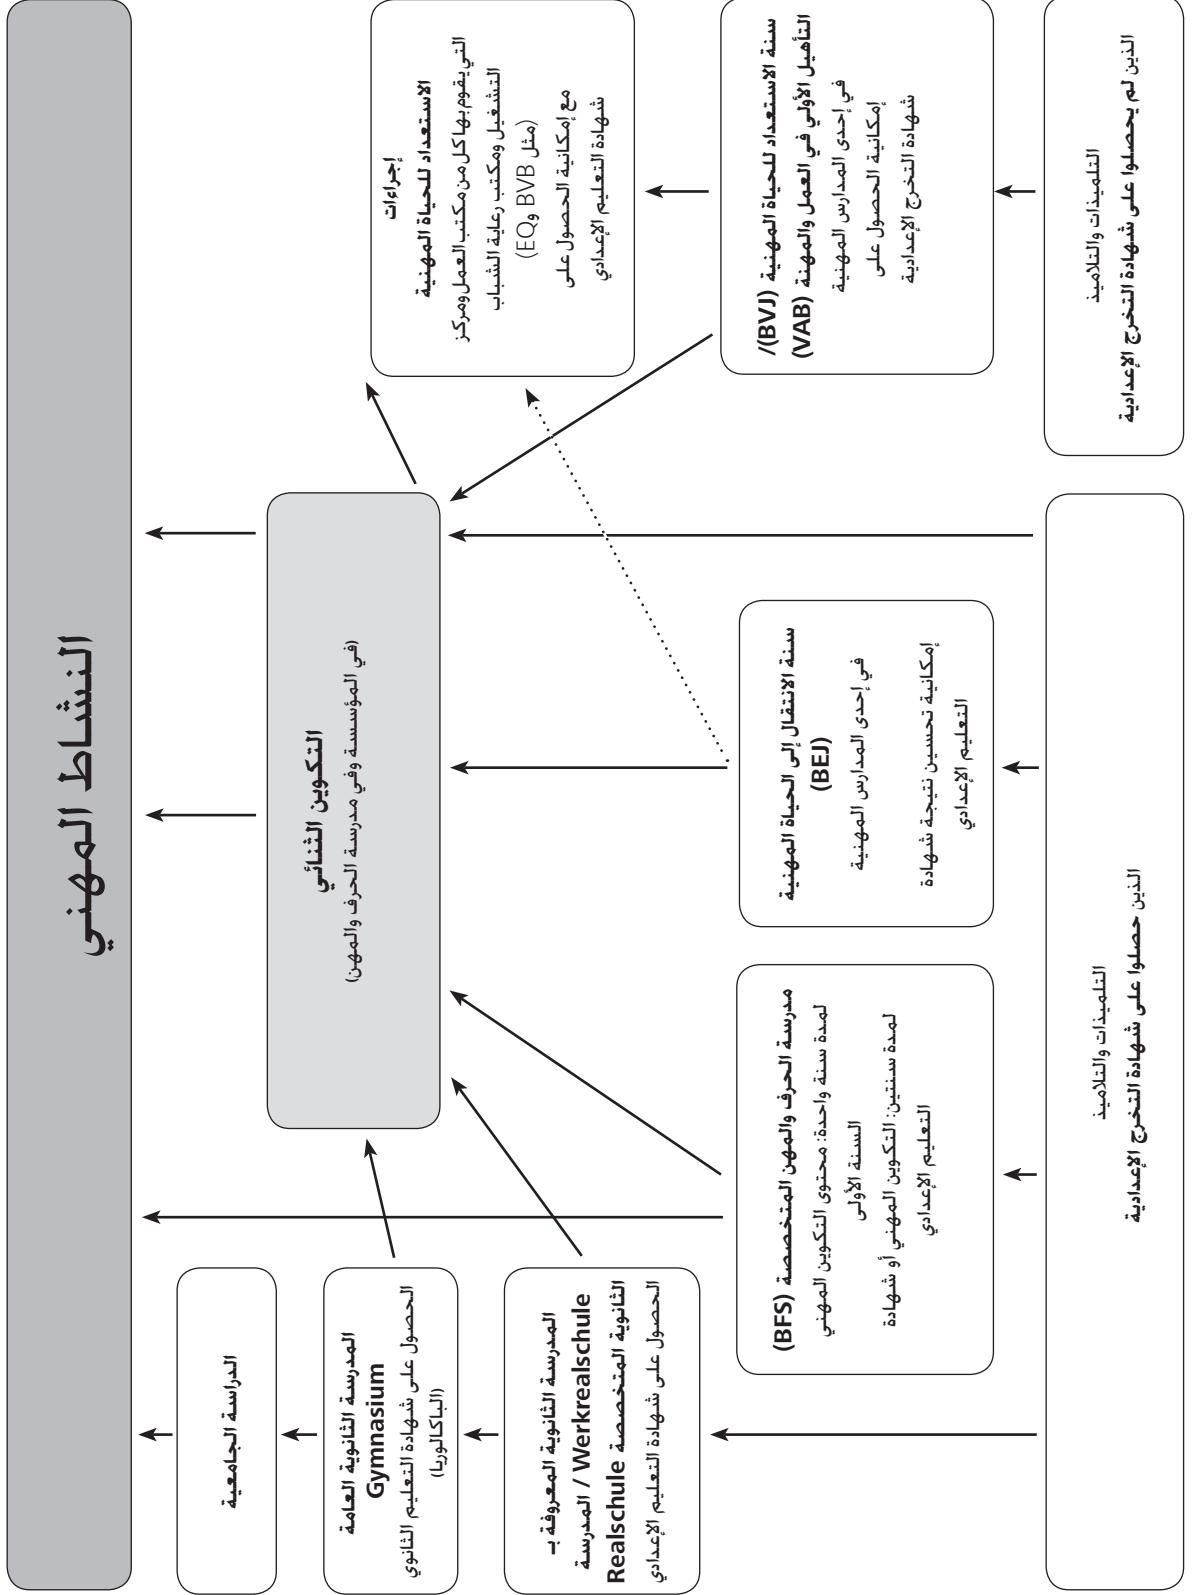 النشاط المهني
إجراءات
الاستعداد للحياة المهنية
التي يقوم بها كل من مكتب العمل ومركز
التشغيل ومكتب رعاية الشباب
(مثل BVB وEQ)
مع إمكانية الحصول على
شهادة التعليم الإعدادي
سنة الاستعداد للحياة المهنية (BVJ)/
التأهيل الأولي في العمل والمهنة (VAB)
في إحدى المدارس المهنية
إمكانية الحصول على
شهادة التخرج الإعدادية
التلميذات والتلاميذ
الذين لم يحصلوا على شهادة التخرج الإعدادية
التكوين الثنائي
(في المؤسسة وفي مدرسة الحرف والمهن)
سنة الانتقال إلى الحياة المهنية
(BEJ)
في إحدى المدارس المهنية
إمكانية تحسين نتيجة شهادة
التعليم الإعدادي
مدرسة الحرف والمهن المتخصصة (BFS)
لمدة سنة واحدة: محتوى التكوين المهني
السنة الأولى
لمدة سنتين: التكوين المهني أو شهادة
التعليم الإعدادي
التلميذات والتلاميذ
الذين حصلوا على شهادة التخرج الإعدادية
الدراسة الجامعية
المدرسة الثانوية العامة
Gymnasium
الحصول على شهادة التعليم الثانوي
(الباكالوريا)
المدرسة الثانوية المعروفة بـ
Werkrealschule / المدرسة
الثانوية المتخصصة Realschule
الحصول على شهادة التعليم الإعدادي